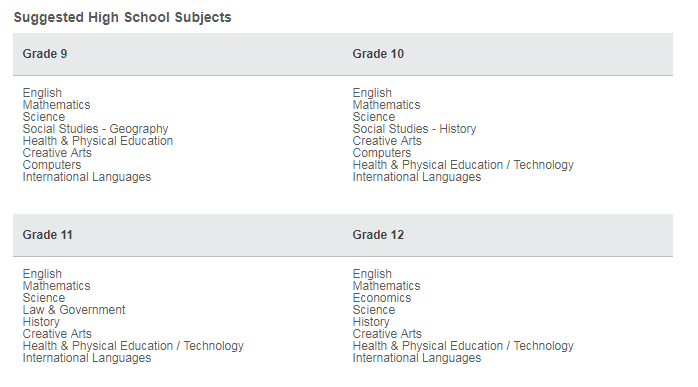 Suggested High School Subjects
Grade 9
English
Mathematics
Science
Social Studies - Geography
Health & Physical Education
Creative Arts
Computers
International Languages
Grade 10
English
Mathematics
Science
Social Studies - History
Creative Arts
Computers
Health & Physical Education / Technology
International Languages
Grade 11
English
Mathematics
Science
Law & Government
History
Creative Arts
Health & Physical Education / Technology
International Languages
Grade 12
English
Mathematics
Economics
Science
History
Creative Arts
Health & Physical Education / Technology
International Languages